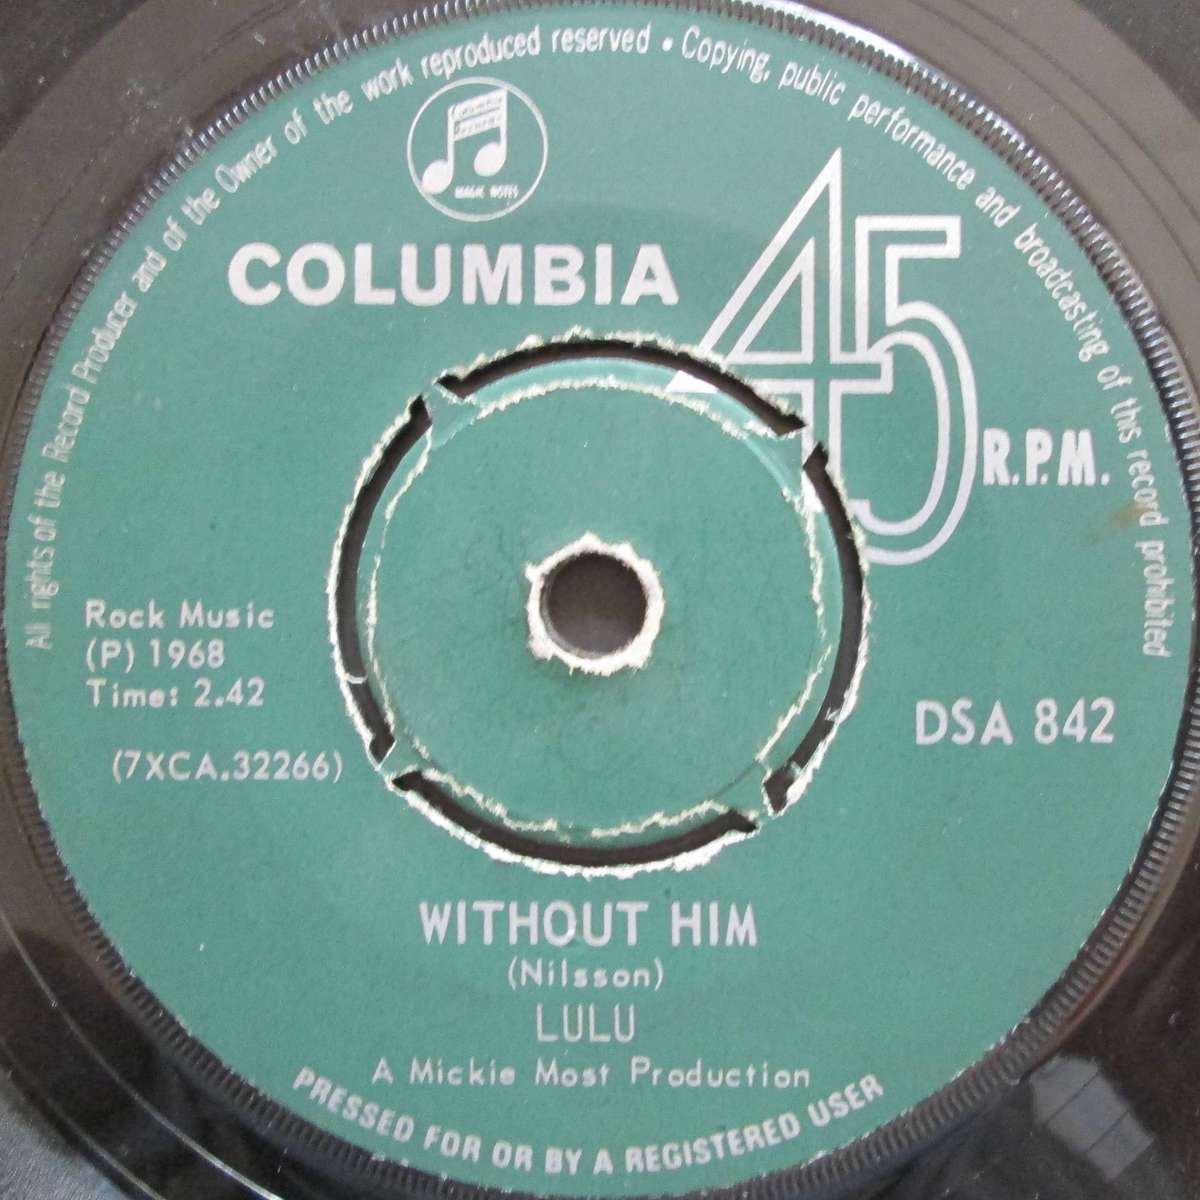 All rights of the Record Producer and of the Owner of the work reproduced reserved • Copying, public performance and broadcasting of this record prohibited
Columbia
Records
MAGIC NOTES
COLUMBIA
45
R.P.M.
Rock Music
(P) 1968
Time: 2.42
(7XCA.32266)
DSA 842
WITHOUT HIM
(Nilsson)
LULU
A Mickie Most Production
PRESSED FOR OR BY A REGISTERED USER